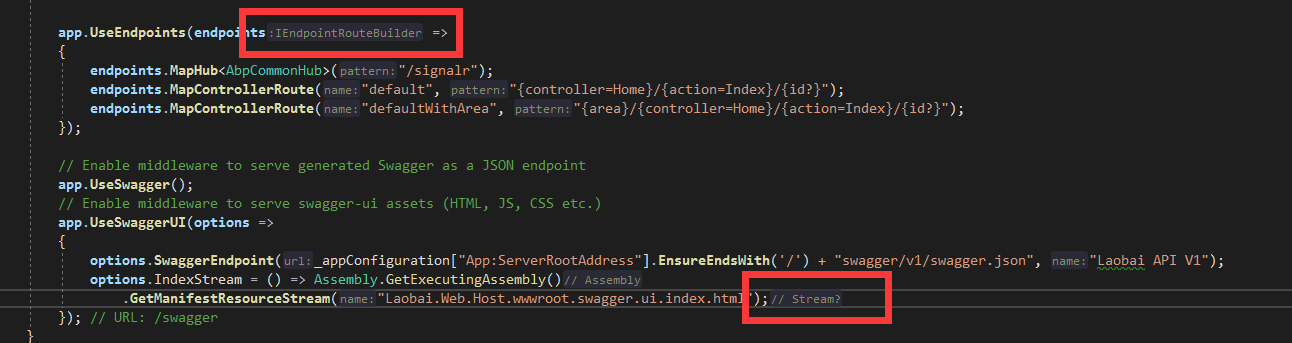 app.UseEndpoints(endpoints:IEndpointRouteBuilder =>
{
endpoints.MapHub<AbpCommonHub>(pattern:"/signalr");
endpoints.MapControllerRoute(name:"default", pattern:"{controller=Home}/{action=Index}/{id?}");
endpoints.MapControllerRoute(name:"defaultWithArea", pattern:"{area}/{controller=Home}/{action=Index}/{id?}");
});
// Enable middleware to serve generated Swagger as a JSON endpoint
app.UseSwagger();
// Enable middleware to serve swagger-ui assets (HTML, JS, CSS etc.)
app.UseSwaggerUI(options =>
{
options.SwaggerEndpoint(url:_appConfiguration["App:ServerRootAddress"].EnsureEndsWith('/') + "swagger/v1/swagger.json", name:"Laobai API V1");
options.IndexStream = () => Assembly.GetExecutingAssembly()// Assembly
.GetManifestResourceStream(name:"Laobai.Web.Host.wwwroot.swagger.ui.index.html");// Stream?
}); // URL: /swagger
}